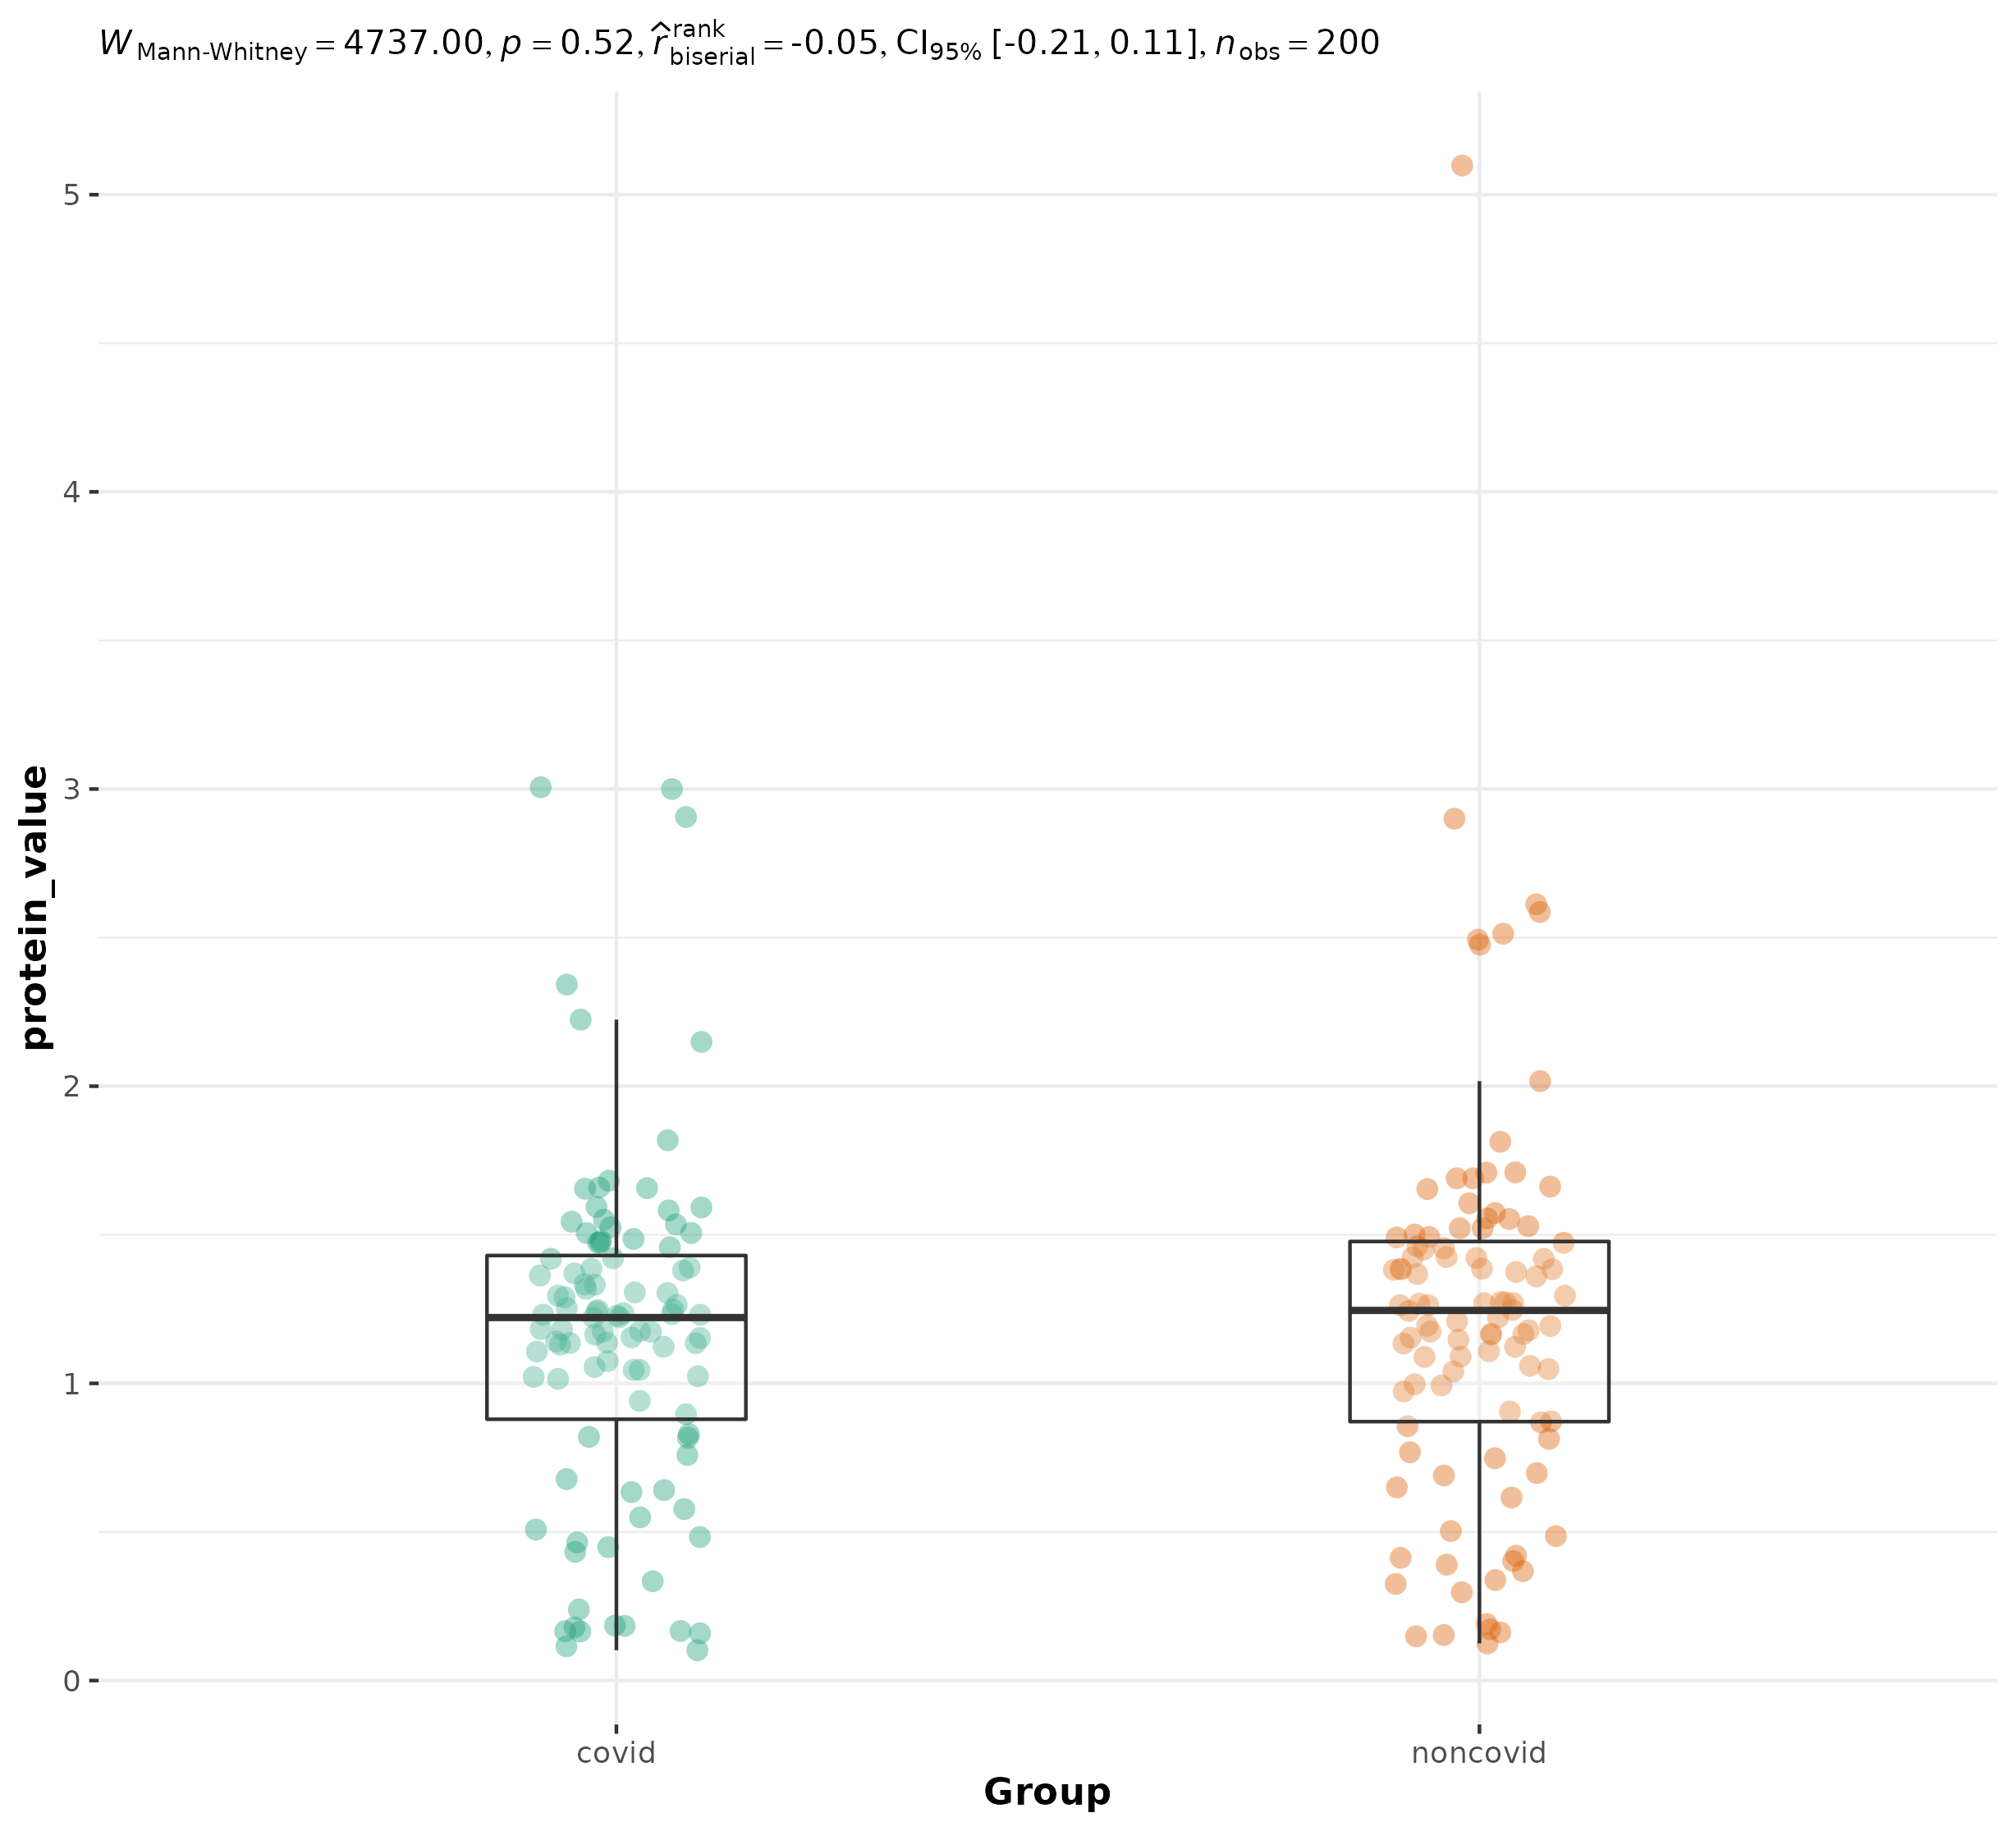 W Mann-Whitney = 4737.00, p = 0.52, r̂ rank biserial = -0.05, CI95% [-0.21, 0.11], n obs = 200
5
4
3
2
1
0
protein_value
covid noncovid
Group